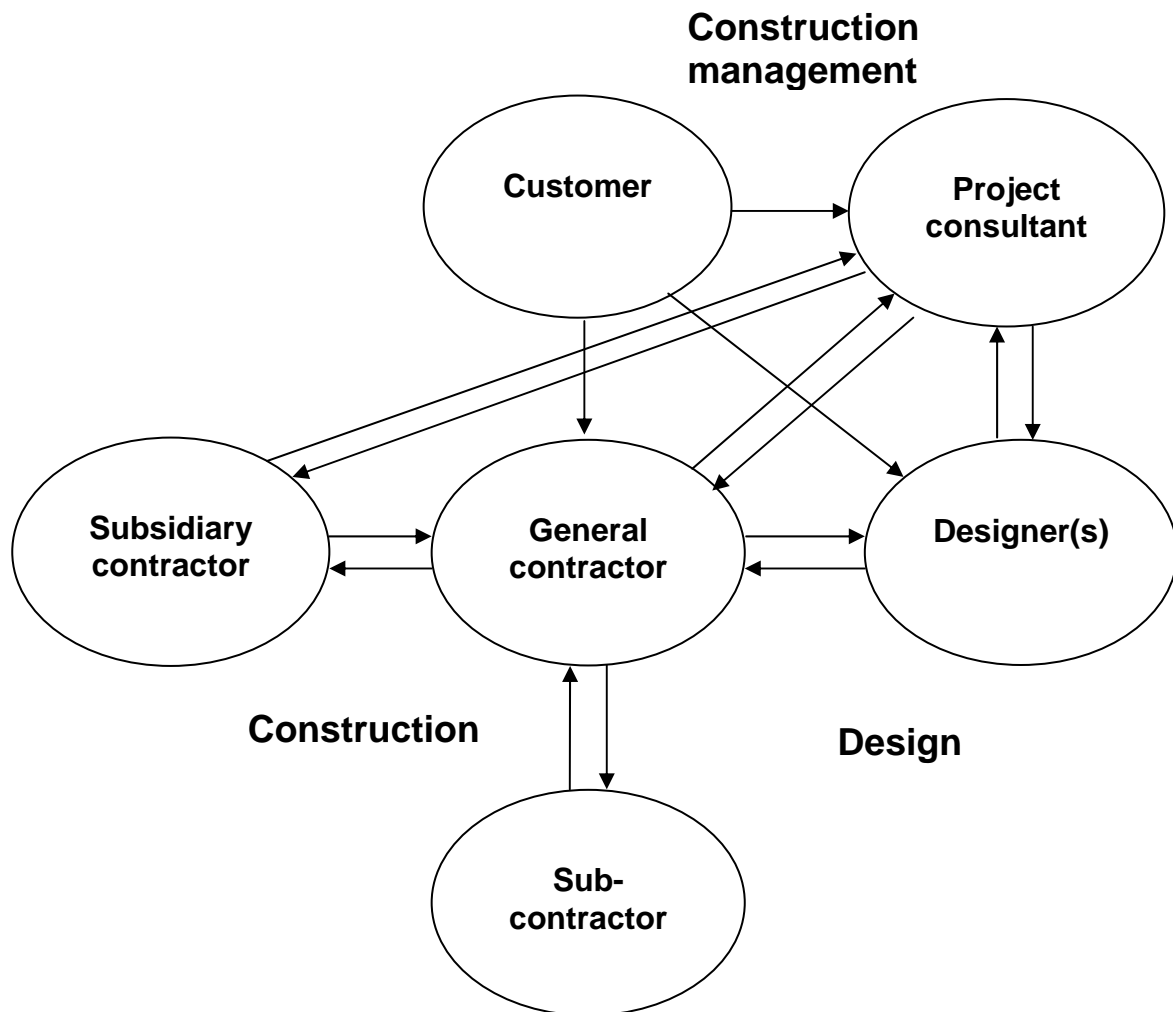 Construction
management
Customer
Project
consultant
Subsidiary
contractor
General
contractor
Designer(s)
Construction
Design
Sub-
contractor